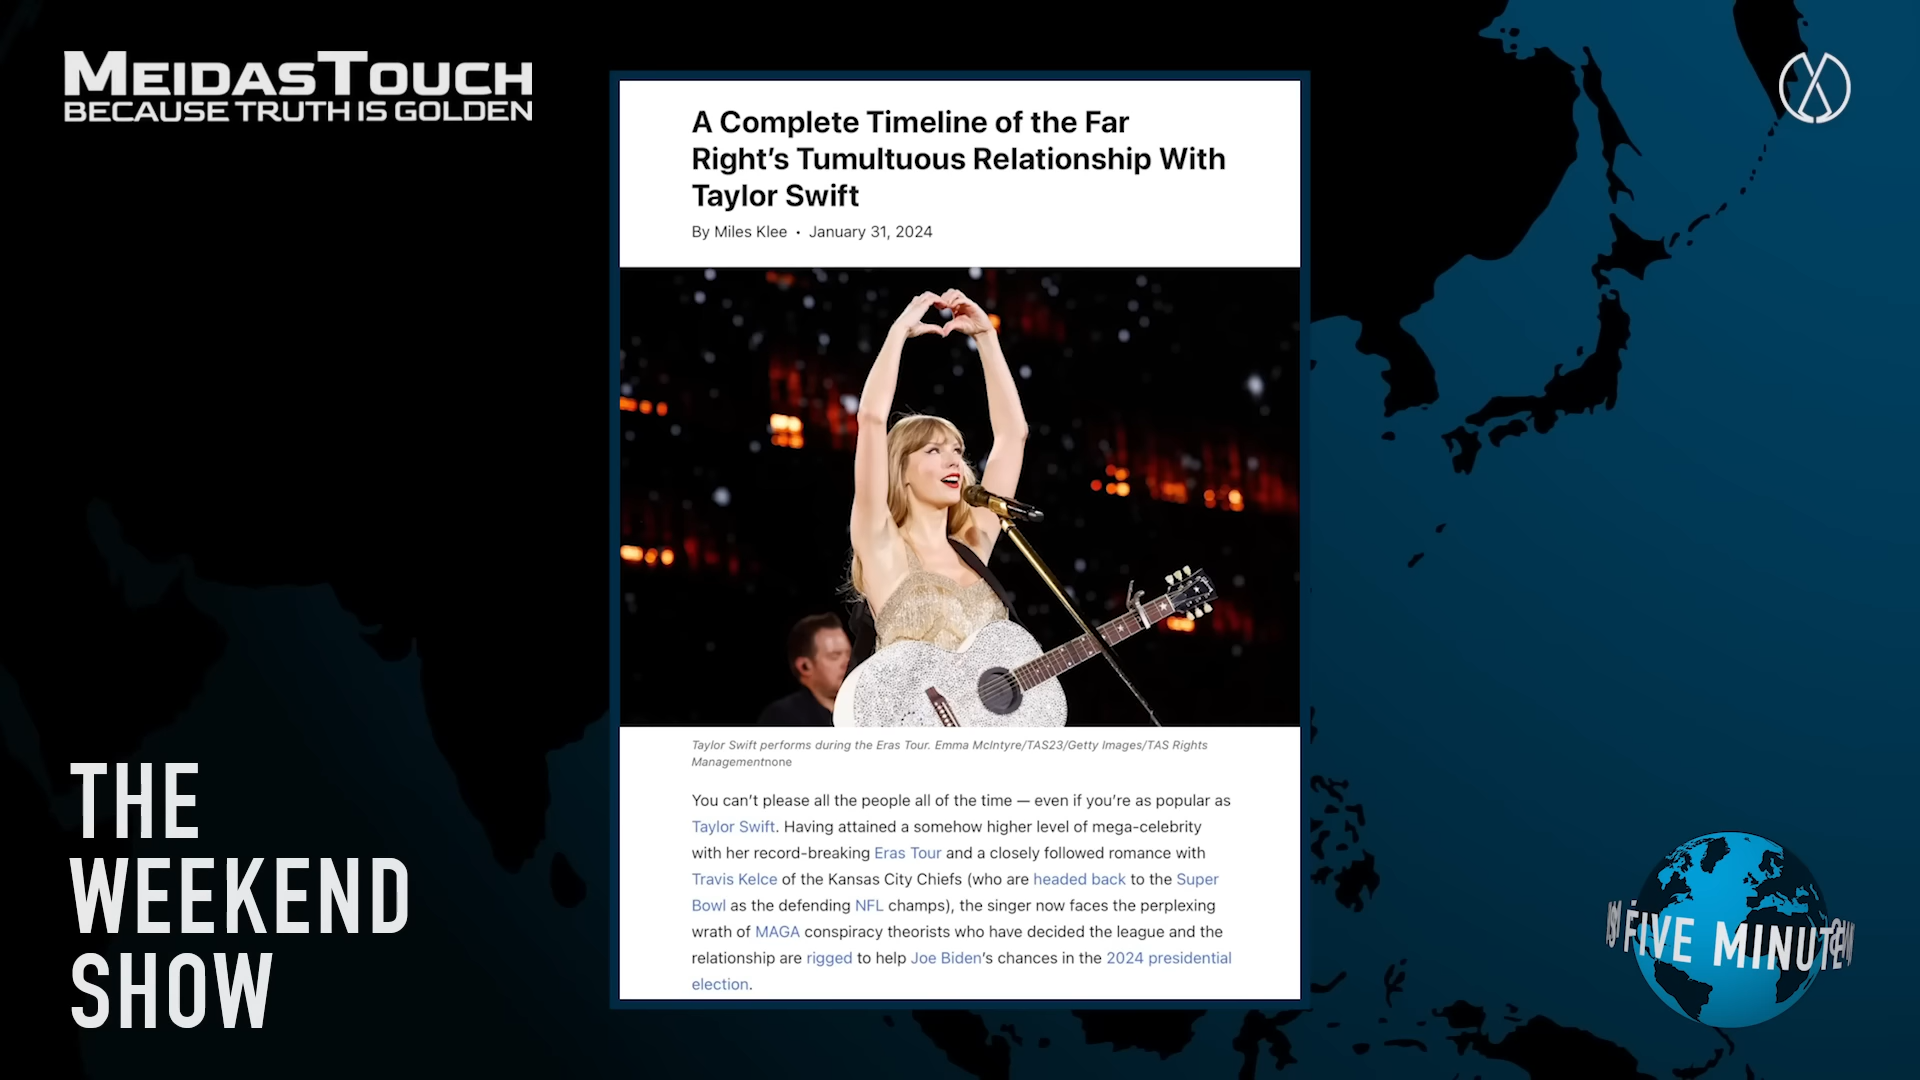 MEIDASTOUCH
BECAUSE TRUTH IS GOLDEN
A Complete Timeline of the Far
Right’s Tumultuous Relationship With
Taylor Swift
By Miles Klee • January 31, 2024
Taylor Swift performs during the Eras Tour. Emma McIntyre/TAS23/Getty Images/TAS Rights
Managementnone
You can’t please all the people all of the time — even if you’re as popular as
Taylor Swift. Having attained a somehow higher level of mega-celebrity
with her record-breaking Eras Tour and a closely followed romance with
Travis Kelce of the Kansas City Chiefs (who are headed back to the Super
Bowl as the defending NFL champs), the singer now faces the perplexing
wrath of MAGA conspiracy theorists who have decided the league and the
relationship are rigged to help Joe Biden’s chances in the 2024 presidential
election.
THE
WEEKEND
SHOW
FIVE MINUTE